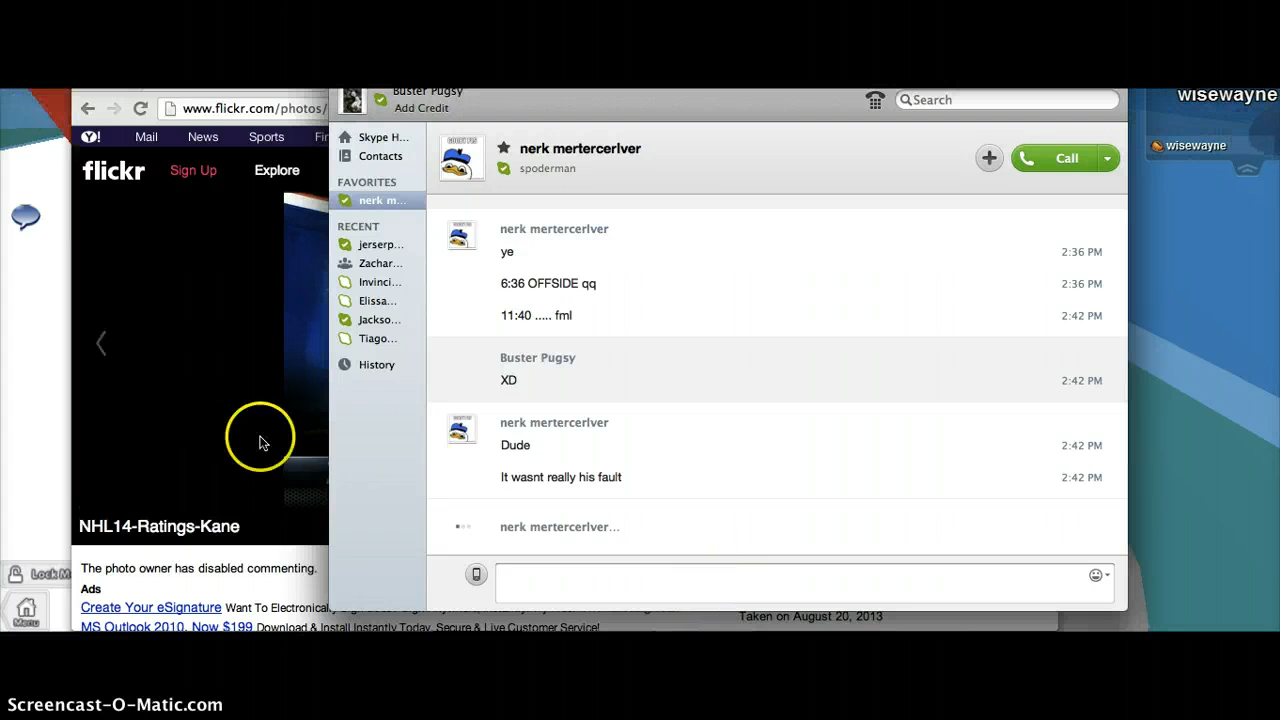 www.flickr.com/photos/
Y! Mail News Sports
flickr Sign Up Explore
NHL14-Ratings-Kane
The photo owner has disabled commenting.
Ads
Create Your eSignature
MS Outlook 2010, Now $199 Download & Install Instantly Today, Secure & Live Customer Service!
Taken on August 20, 2013
Menu
Buster Pugsy
Add Credit
Search
Skype H...
Contacts
FAVORITES
nerk m...
RECENT
jerserp...
Zachar...
Invinci...
Elissa...
Jackso...
Tiago...
History
nerk mertercerlver
spoderman
Call
nerk mertercerlver
ye 2:36 PM
6:36 OFFSIDE qq 2:36 PM
11:40 ..... fml 2:42 PM
Buster Pugsy
XD 2:42 PM
nerk mertercerlver
Dude 2:42 PM
It wasnt really his fault 2:42 PM
nerk mertercerlver...
wisewayne
wisewayne
Screencast-O-Matic.com